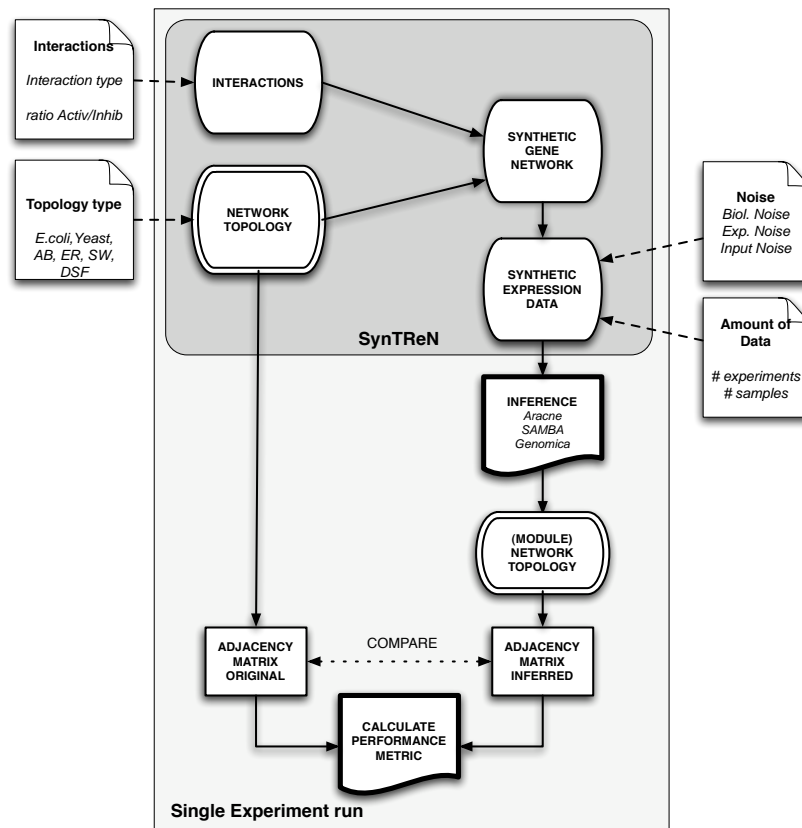 Interactions
Interaction type
ratio Activ/Inhib
INTERACTIONS
Topology type
E.coli,Yeast,
AB, ER, SW,
DSF
NETWORK
TOPOLOGY
SYNTHETIC
GENE
NETWORK
SYNTHETIC
EXPRESSION
DATA
SynTReN
Noise
Biol. Noise
Exp. Noise
Input Noise
Amount of
Data
# experiments
# samples
INFERENCE
Aracne
SAMBA
Genomica
(MODULE)
NETWORK
TOPOLOGY
ADJACENCY
MATRIX
ORIGINAL
COMPARE
ADJACENCY
MATRIX
INFERRED
CALCULATE
PERFORMANCE
METRIC
Single Experiment run